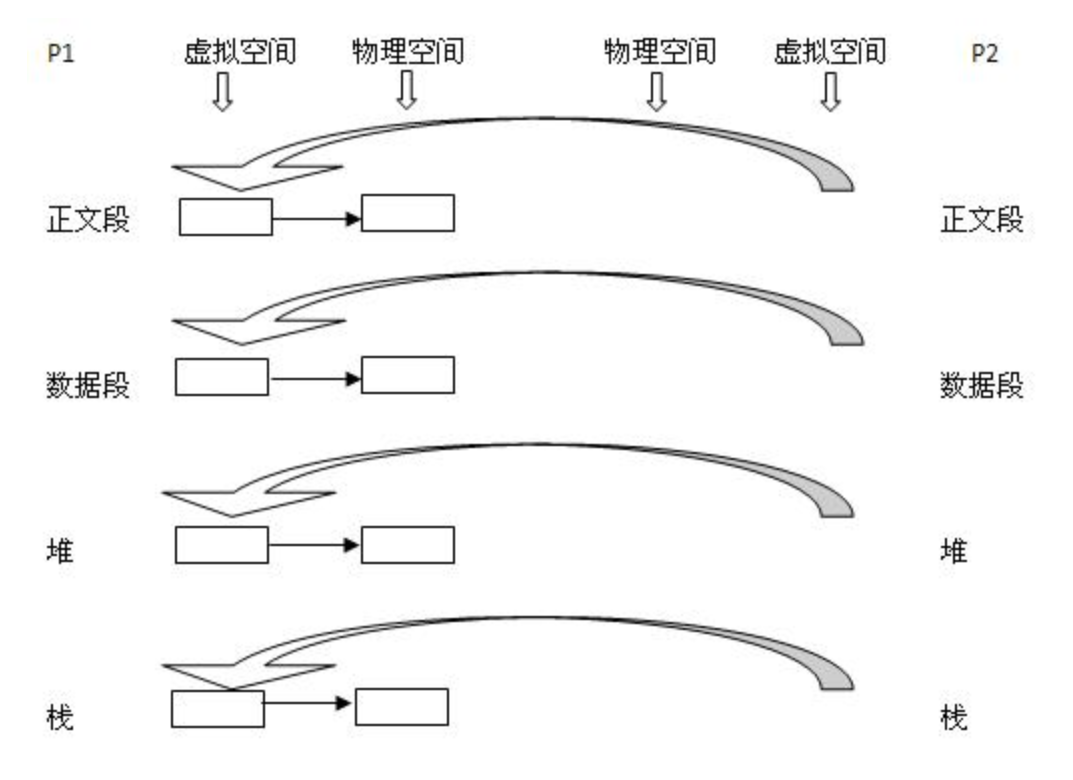 P1 虚拟空间 物理空间 物理空间 虚拟空间 P2
正文段 正文段
数据段 数据段
堆 堆
栈 栈